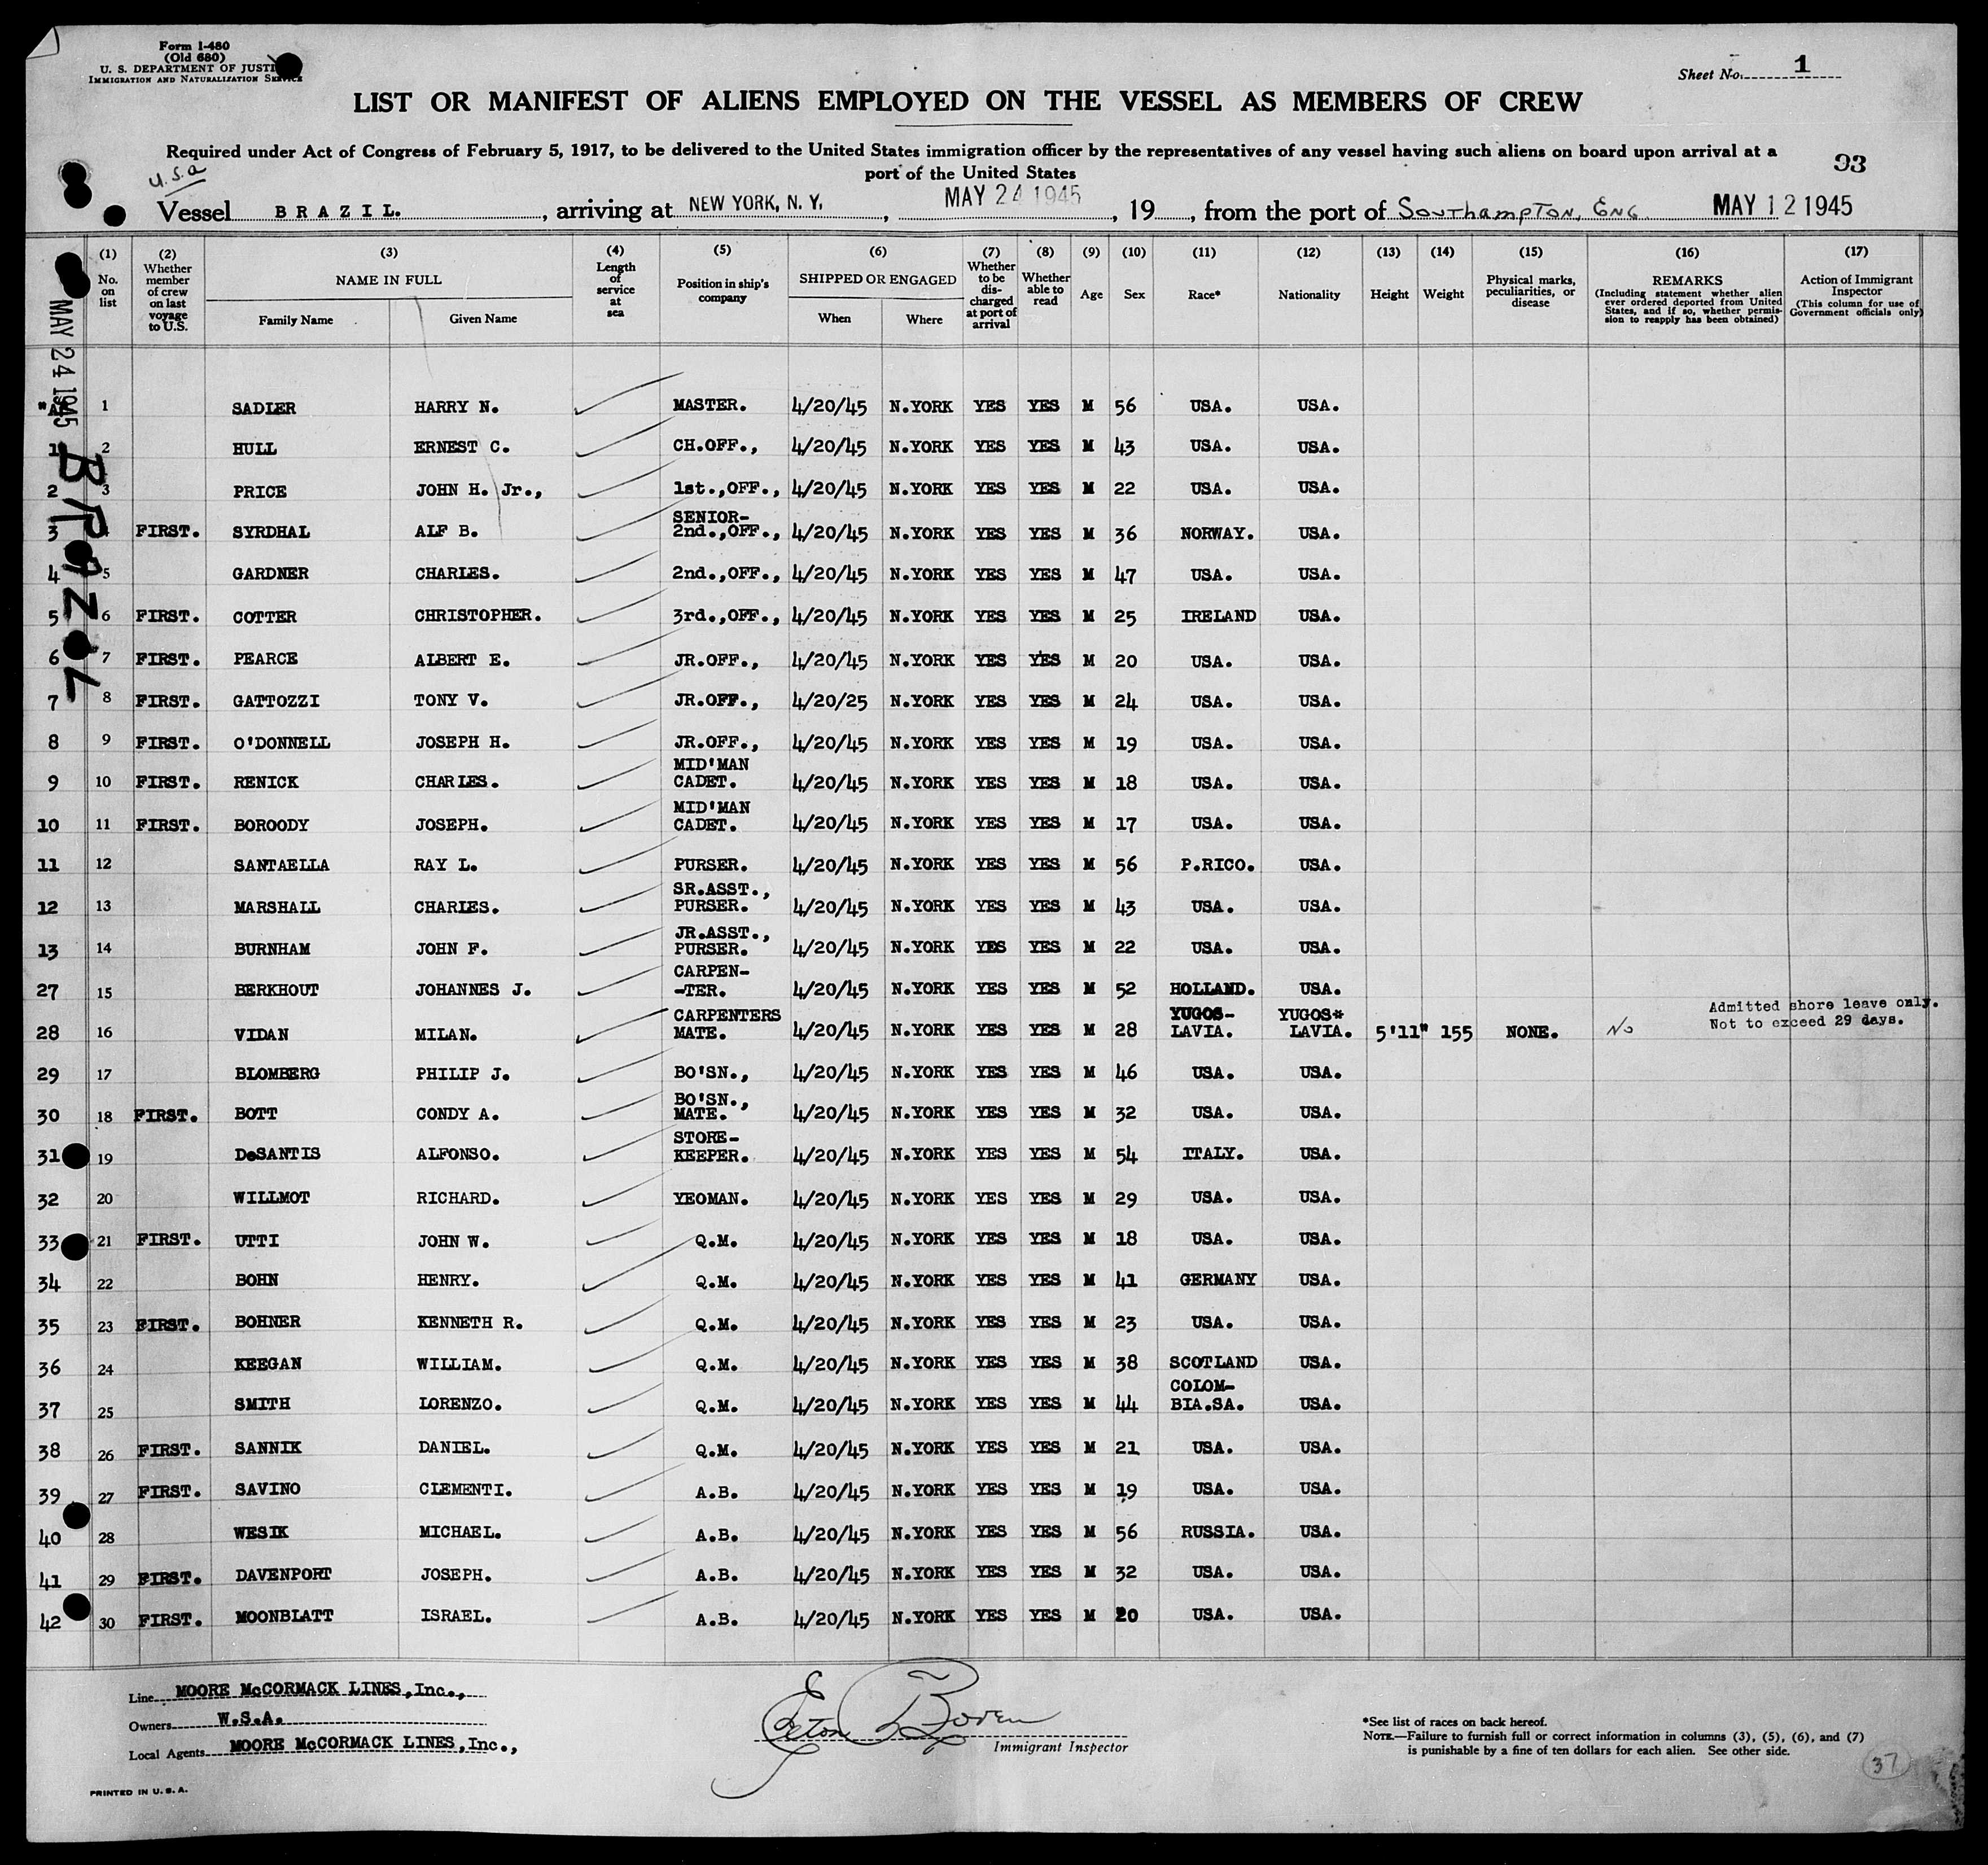 Form I-480
(Old 680)
U. S. DEPARTMENT OF JUSTICE
IMMIGRATION AND NATURALIZATION SERVICE
Sheet No. 1
LIST OR MANIFEST OF ALIENS EMPLOYED ON THE VESSEL AS MEMBERS OF CREW
Required under Act of Congress of February 5, 1917, to be delivered to the United States immigration officer by the representatives of any vessel having such aliens on board upon arrival at a
port of the United States
93
U.S.A
Vessel BRAZIL. , arriving at NEW YORK, N. Y. , MAY 24 1945 , 19 , from the port of Southampton, Eng. MAY 12 1945
(1) No. on list (2) Whether member of crew on last voyage to U.S. (3) NAME IN FULL Family Name Given Name (4) Length of service at sea (5) Position in ship's company (6) SHIPPED OR ENGAGED When Where (7) Whether to be discharged at port of arrival (8) Whether able to read (9) Age (10) Sex (11) Race* (12) Nationality (13) Height (14) Weight (15) Physical marks, peculiarities, or disease (16) REMARKS (Including statement whether alien ever ordered deported from United States, and if so, whether permission to reapply has been obtained) (17) Action of Immigrant Inspector (This column for use of Government officials only)
MAY 24 1945
BRAZIL
1 SADLER HARRY N. MASTER. 4/20/45 N.YORK YES YES M 56 USA. USA.
1 2 HULL ERNEST C. CH.OFF., 4/20/45 N.YORK YES YES M 43 USA. USA.
2 3 PRICE JOHN H. Jr., 1st.,OFF., 4/20/45 N.YORK YES YES M 22 USA. USA.
3 FIRST. SYRDHAL ALF B. SENIOR- 2nd.,OFF., 4/20/45 N.YORK YES YES M 36 NORWAY. USA.
4 5 GARDNER CHARLES. 2nd.,OFF., 4/20/45 N.YORK YES YES M 47 USA. USA.
5 6 FIRST. COTTER CHRISTOPHER. 3rd.,OFF., 4/20/45 N.YORK YES YES M 25 IRELAND USA.
6 7 FIRST. PEARCE ALBERT E. JR.OFF., 4/20/45 N.YORK YES YES M 20 USA. USA.
7 8 FIRST. GATTOZZI TONY V. JR.OFF., 4/20/25 N.YORK YES YES M 24 USA. USA.
8 9 FIRST. O'DONNELL JOSEPH H. JR.OFF., 4/20/45 N.YORK YES YES M 19 USA. USA.
9 10 FIRST. RENICK CHARLES. MID'MAN CADET. 4/20/45 N.YORK YES YES M 18 USA. USA.
10 11 FIRST. BOROODY JOSEPH. MID'MAN CADET. 4/20/45 N.YORK YES YES M 17 USA. USA.
11 12 SANTAELLA RAY L. PURSER. 4/20/45 N.YORK YES YES M 56 P.RICO. USA.
12 13 MARSHALL CHARLES. SR.ASST., PURSER. 4/20/45 N.YORK YES YES M 43 USA. USA.
13 14 BURNHAM JOHN F. JR.ASST., PURSER. 4/20/45 N.YORK YES YES M 22 USA. USA.
27 15 BERKHOUT JOHANNES J. CARPEN- -TER. 4/20/45 N.YORK YES YES M 52 HOLLAND. USA.
28 16 VIDAN MILAN. CARPENTERS MATE. 4/20/45 N.YORK YES YES M 28 YUGOS- LAVIA. YUGOS* LAVIA. 5'11" 155 NONE. No Admitted shore leave only. Not to exceed 29 days.
29 17 BLOMBERG PHILIP J. BO'SN., 4/20/45 N.YORK YES YES M 46 USA. USA.
30 18 FIRST. BOTT CONDY A. BO'SN., MATE. 4/20/45 N.YORK YES YES M 32 USA. USA.
31 19 DeSANTIS ALFONSO. STORE- KEEPER. 4/20/45 N.YORK YES YES M 54 ITALY. USA.
32 20 WILLMOT RICHARD. YEOMAN. 4/20/45 N.YORK YES YES M 29 USA. USA.
33 21 FIRST. UTTI JOHN W. Q.M. 4/20/45 N.YORK YES YES M 18 USA. USA.
34 22 BOHN HENRY. Q.M. 4/20/45 N.YORK YES YES M 41 GERMANY USA.
35 23 FIRST. BOHNER KENNETH R. Q.M. 4/20/45 N.YORK YES YES M 23 USA. USA.
36 24 KEEGAN WILLIAM. Q.M. 4/20/45 N.YORK YES YES M 38 SCOTLAND USA.
37 25 SMITH LORENZO. Q.M. 4/20/45 N.YORK YES YES M 44 COLOM- BIA.SA. USA.
38 26 FIRST. SANNIK DANIEL. Q.M. 4/20/45 N.YORK YES YES M 21 USA. USA.
39 27 FIRST. SAVINO CLEMENTI. A.B. 4/20/45 N.YORK YES YES M 19 USA. USA.
40 28 WESIK MICHAEL. A.B. 4/20/45 N.YORK YES YES M 56 RUSSIA. USA.
41 29 FIRST. DAVENPORT JOSEPH. A.B. 4/20/45 N.YORK YES YES M 32 USA. USA.
42 30 FIRST. MOONBLATT ISRAEL. A.B. 4/20/45 N.YORK YES YES M 20 USA. USA.
Line MOORE McCORMACK LINES,Inc.,
Owners W.S.A.
Local Agents MOORE McCORMACK LINES,Inc.,
Immigrant Inspector
*See list of races on back hereof.
NOTE.—Failure to furnish full or correct information in columns (3), (5), (6), and (7)
is punishable by a fine of ten dollars for each alien. See other side.
37
PRINTED IN U. S. A.